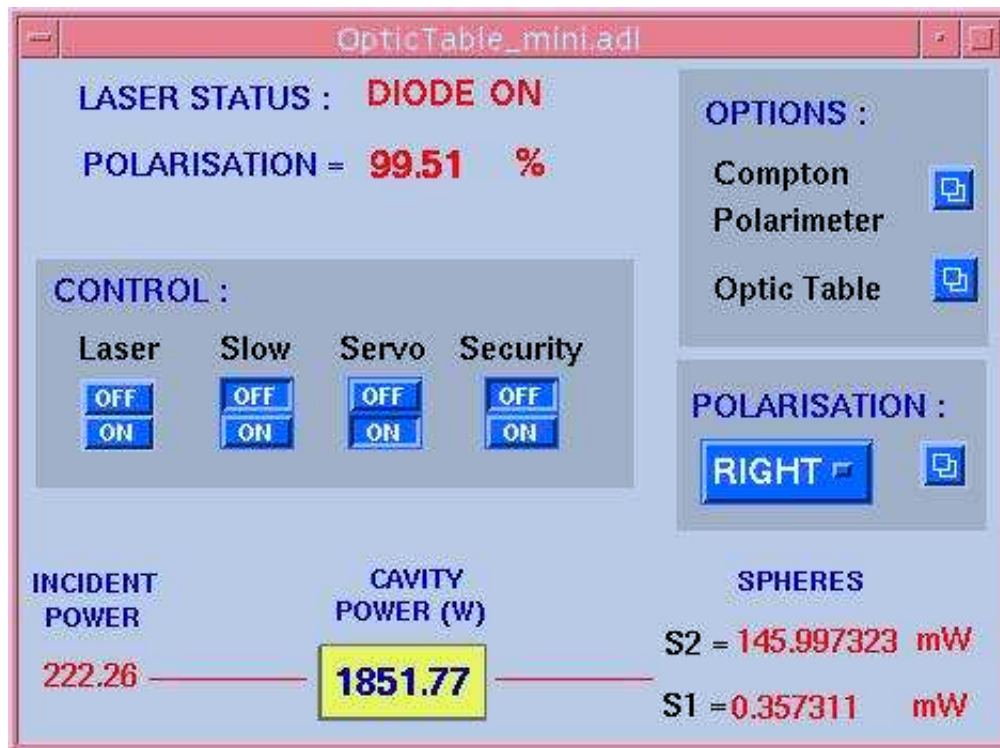 OpticTable_mini.adl
LASER STATUS : DIODE ON
POLARISATION = 99.51 %
OPTIONS :
Compton
Polarimeter
Optic Table
CONTROL :
Laser Slow Servo Security
OFF OFF OFF OFF
ON ON ON ON
POLARISATION :
RIGHT
INCIDENT
POWER
222.26
CAVITY
POWER (W)
1851.77
SPHERES
S2 = 145.997323 mW
S1 =0.357311 mW